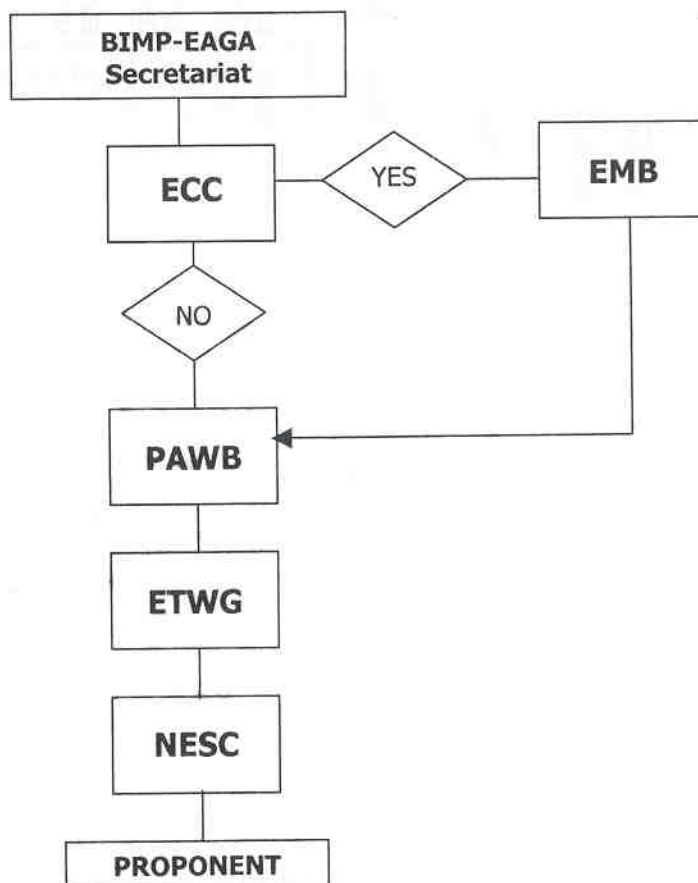 BIMP-EAGA
Secretariat
ECC
YES
EMB
NO
PAWB
ETWG
NESC
PROPONENT